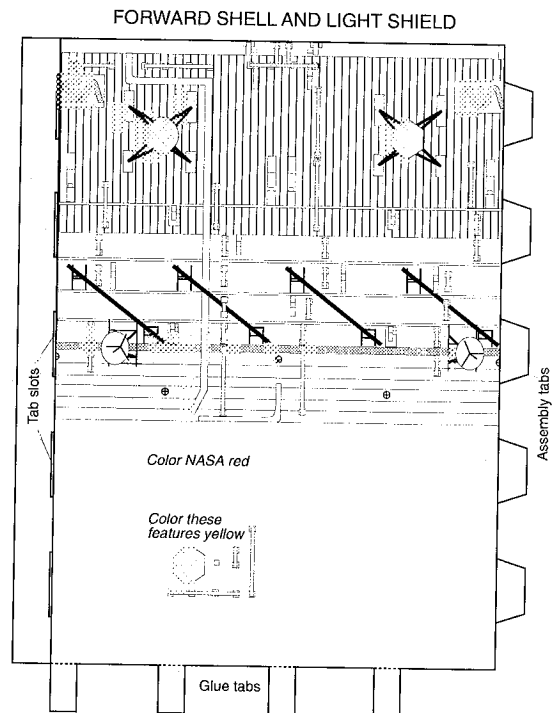 FORWARD SHELL AND LIGHT SHIELD
Tab slots
Assembly tabs
Color NASA red
Color these
features yellow
Glue tabs